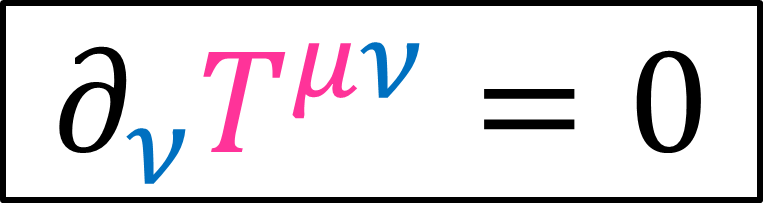 ∂_ν T^{μν} = 0